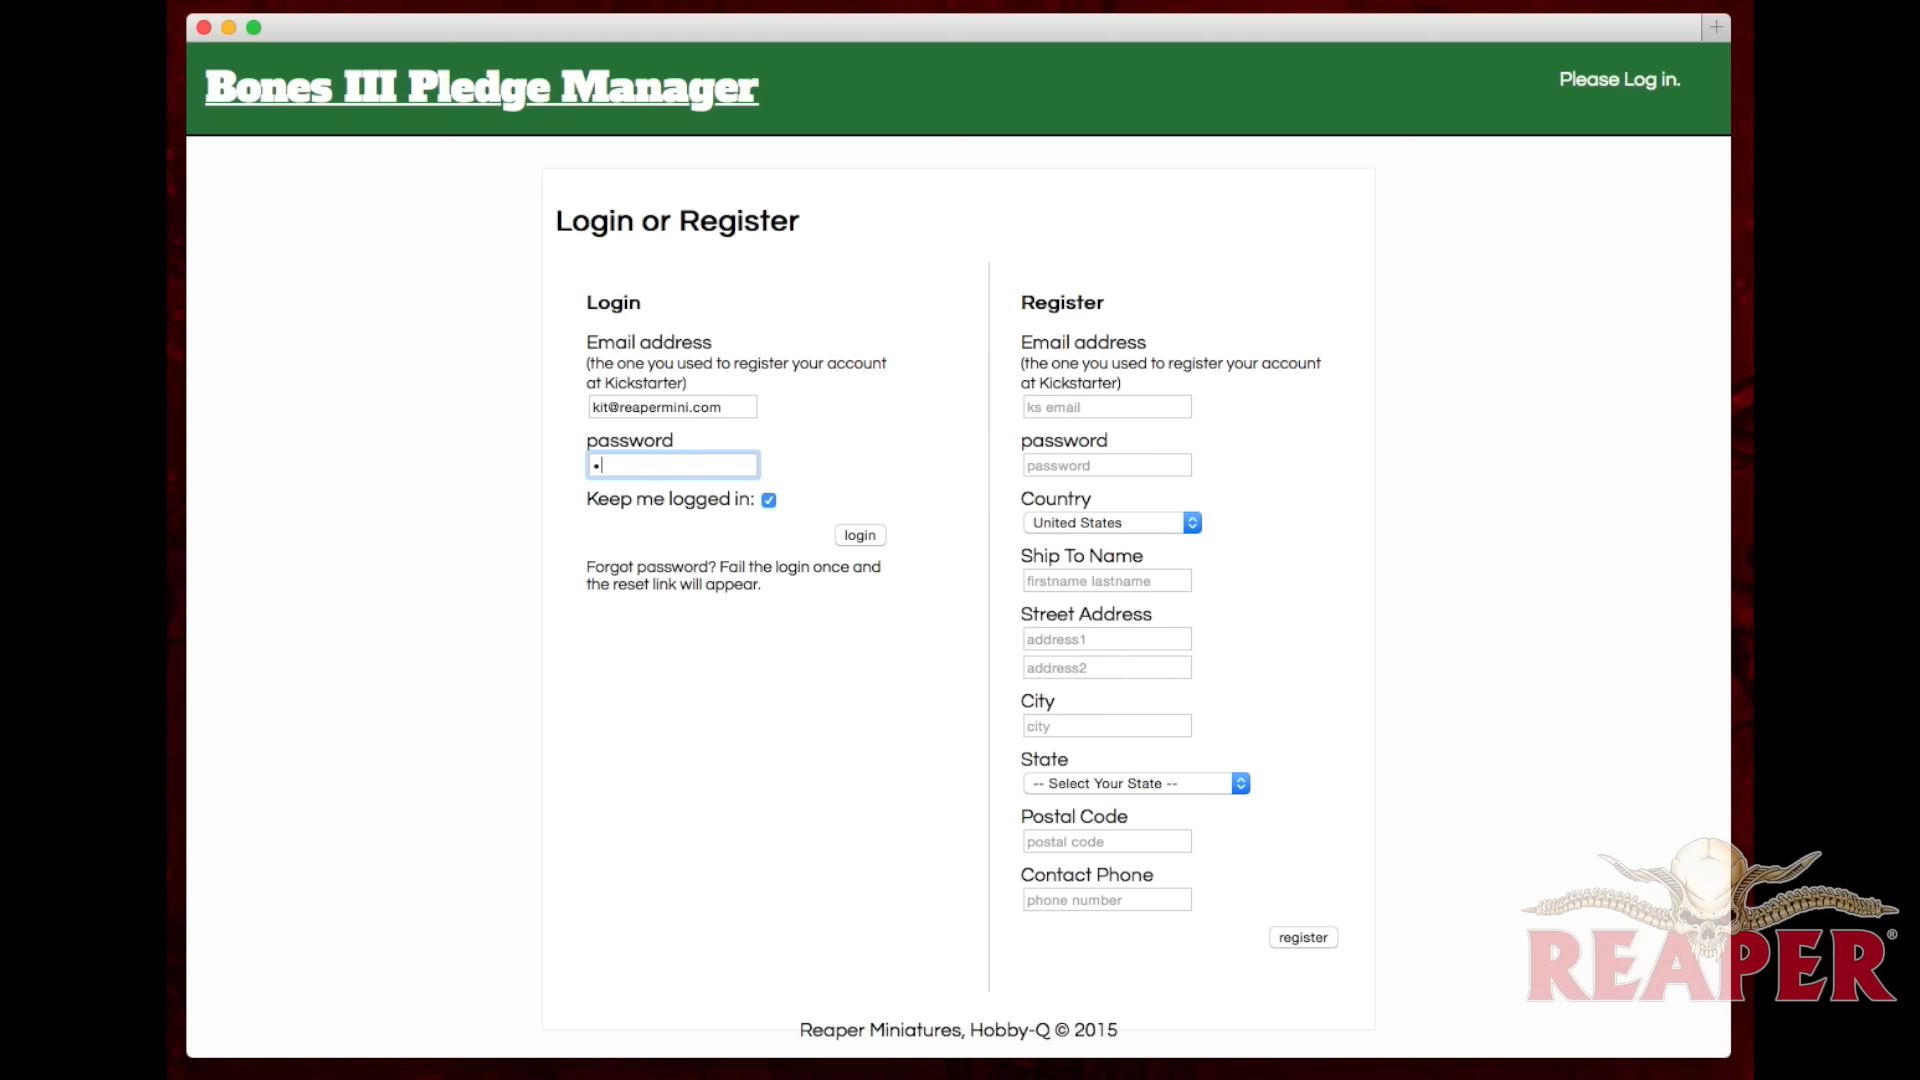 Bones III Pledge Manager
Please Log in.
Login or Register
Login
Email address
(the one you used to register your account
at Kickstarter)
kit@reapermini.com
password
•
Keep me logged in:
login
Forgot password? Fail the login once and
the reset link will appear.
Register
Email address
(the one you used to register your account
at Kickstarter)
ks email
password
password
Country
United States
Ship To Name
firstname lastname
Street Address
address1
address2
City
city
State
-- Select Your State --
Postal Code
postal code
Contact Phone
phone number
register
REAPER®
Reaper Miniatures, Hobby-Q © 2015